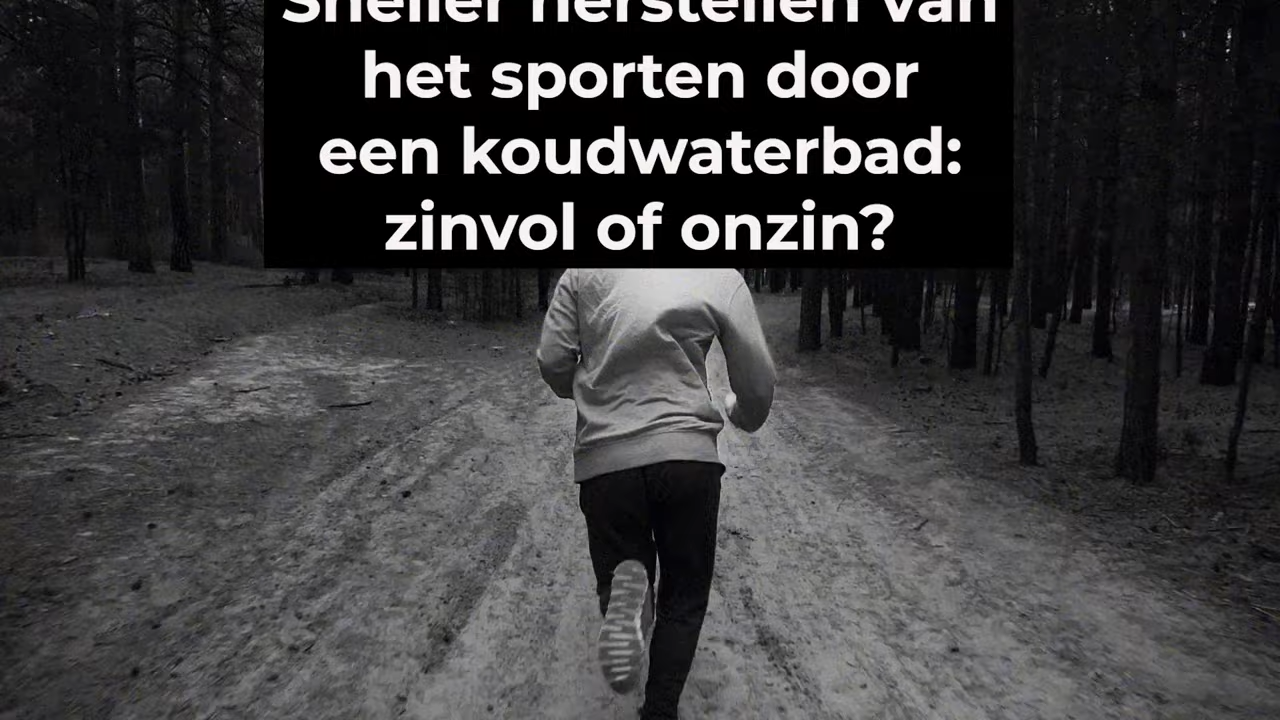 Sneller herstellen van
het sporten door
een koudwaterbad:
zinvol of onzin?